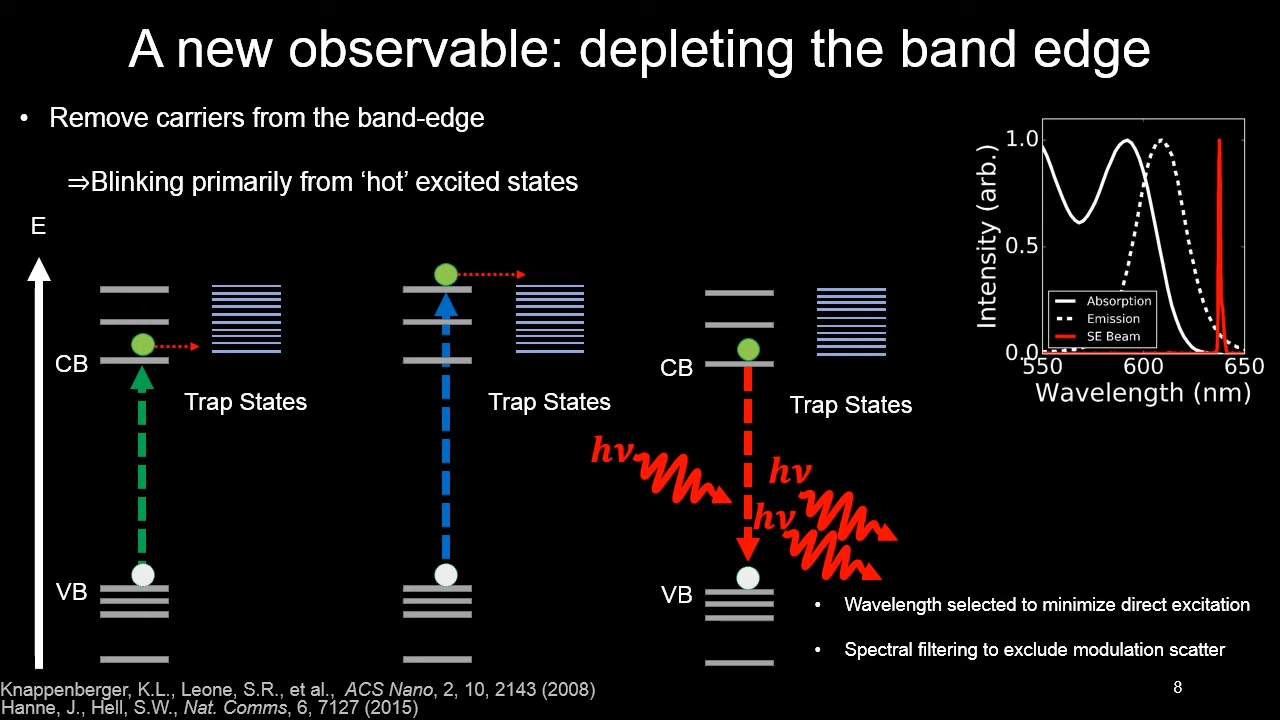 A new observable: depleting the band edge
• Remove carriers from the band-edge
⇒Blinking primarily from ‘hot’ excited states
E
CB
Trap States
VB
Trap States
CB
Trap States
hν
hν
hν
VB
1.0
0.5
0.0
Intensity (arb.)
Absorption
Emission
SE Beam
550 600 650
Wavelength (nm)
• Wavelength selected to minimize direct excitation
• Spectral filtering to exclude modulation scatter
Knappenberger, K.L., Leone, S.R., et al., ACS Nano, 2, 10, 2143 (2008)
Hanne, J., Hell, S.W., Nat. Comms, 6, 7127 (2015)
8